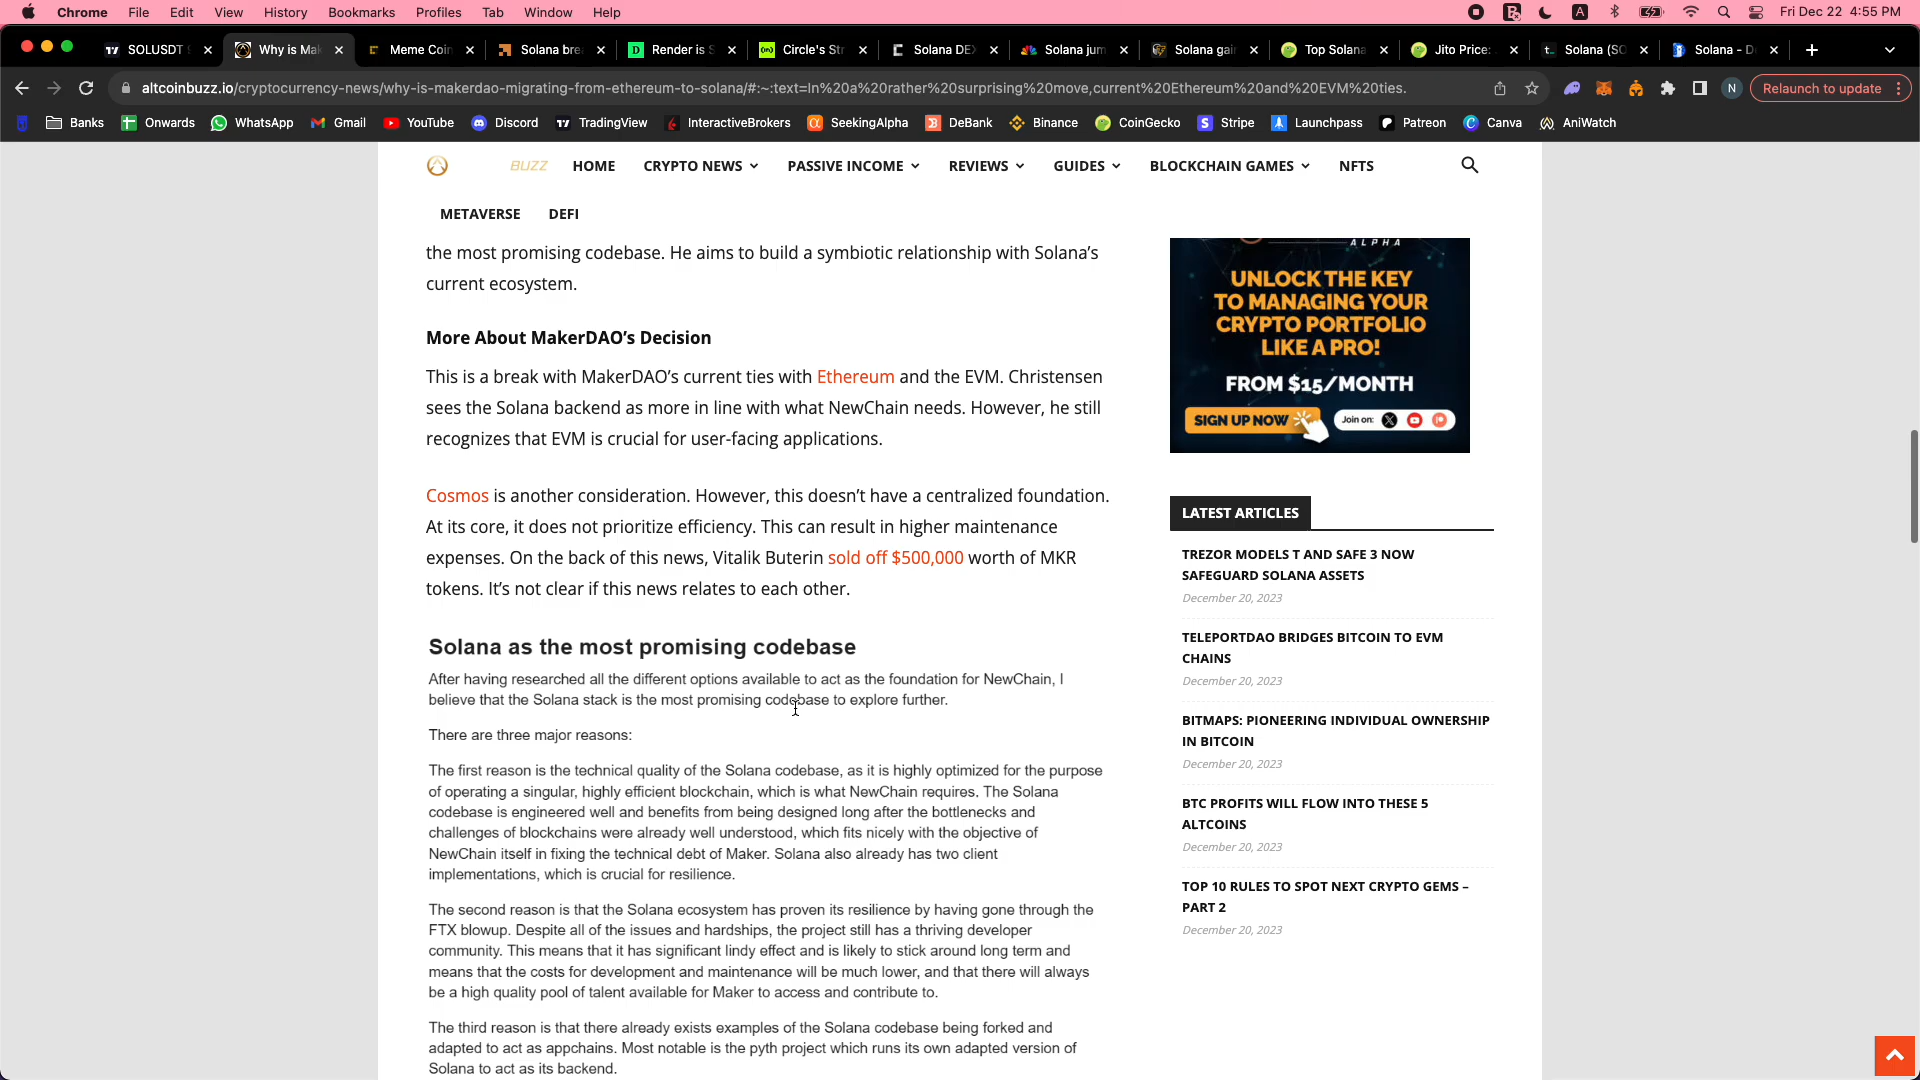 Chrome File Edit View History Bookmarks Profiles Tab Window Help A Fri Dec 22 4:55 PM
SOLUSDT Why is Mak Meme Coin Solana bre Render is S Circle's St Solana DEX Solana jum Solana gai Top Solana Jito Price: Solana (SO Solana - D
altcoinbuzz.io/cryptocurrency-news/why-is-makerdao-migrating-from-ethereum-to-solana/#:~:text=In%20a%20rather%20surprising%20move,current%20Ethereum%20and%20EVM%20ties. N Relaunch to update
Banks Onwards WhatsApp Gmail YouTube Discord TradingView InteractiveBrokers SeekingAlpha DeBank Binance CoinGecko Stripe Launchpass Patreon Canva AniWatch
BUZZ HOME CRYPTO NEWS PASSIVE INCOME REVIEWS GUIDES BLOCKCHAIN GAMES NFTS
METAVERSE DEFI
the most promising codebase. He aims to build a symbiotic relationship with Solana's
current ecosystem.
More About MakerDAO's Decision
This is a break with MakerDAO's current ties with Ethereum and the EVM. Christensen
sees the Solana backend as more in line with what NewChain needs. However, he still
recognizes that EVM is crucial for user-facing applications.
Cosmos is another consideration. However, this doesn't have a centralized foundation.
At its core, it does not prioritize efficiency. This can result in higher maintenance
expenses. On the back of this news, Vitalik Buterin sold off $500,000 worth of MKR
tokens. It's not clear if this news relates to each other.
Solana as the most promising codebase
After having researched all the different options available to act as the foundation for NewChain, I
believe that the Solana stack is the most promising codebase to explore further.
There are three major reasons:
The first reason is the technical quality of the Solana codebase, as it is highly optimized for the purpose
of operating a singular, highly efficient blockchain, which is what NewChain requires. The Solana
codebase is engineered well and benefits from being designed long after the bottlenecks and
challenges of blockchains were already well understood, which fits nicely with the objective of
NewChain itself in fixing the technical debt of Maker. Solana also already has two client
implementations, which is crucial for resilience.
The second reason is that the Solana ecosystem has proven its resilience by having gone through the
FTX blowup. Despite all of the issues and hardships, the project still has a thriving developer
community. This means that it has significant lindy effect and is likely to stick around long term and
means that the costs for development and maintenance will be much lower, and that there will always
be a high quality pool of talent available for Maker to access and contribute to.
The third reason is that there already exists examples of the Solana codebase being forked and
adapted to act as appchains. Most notable is the pyth project which runs its own adapted version of
Solana to act as its backend.
ALPHA
UNLOCK THE KEY
TO MANAGING YOUR
CRYPTO PORTFOLIO
LIKE A PRO!
FROM $15/MONTH
SIGN UP NOW Join on:
LATEST ARTICLES
TREZOR MODELS T AND SAFE 3 NOW
SAFEGUARD SOLANA ASSETS
December 20, 2023
TELEPORTDAO BRIDGES BITCOIN TO EVM
CHAINS
December 20, 2023
BITMAPS: PIONEERING INDIVIDUAL OWNERSHIP
IN BITCOIN
December 20, 2023
BTC PROFITS WILL FLOW INTO THESE 5
ALTCOINS
December 20, 2023
TOP 10 RULES TO SPOT NEXT CRYPTO GEMS –
PART 2
December 20, 2023